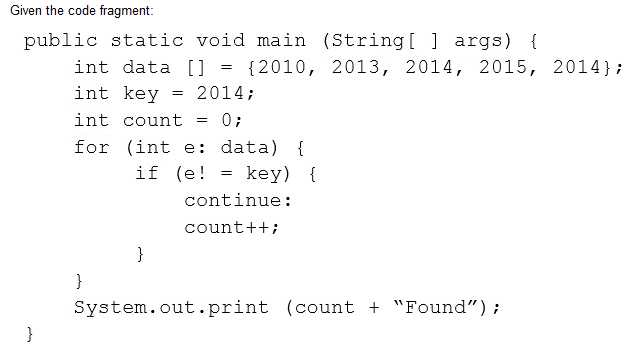 Given the code fragment:
public static void main (String[ ] args) {
int data [] = {2010, 2013, 2014, 2015, 2014};
int key = 2014;
int count = 0;
for (int e: data) {
if (e! = key) {
continue:
count++;
}
}
System.out.print (count + “Found”);
}